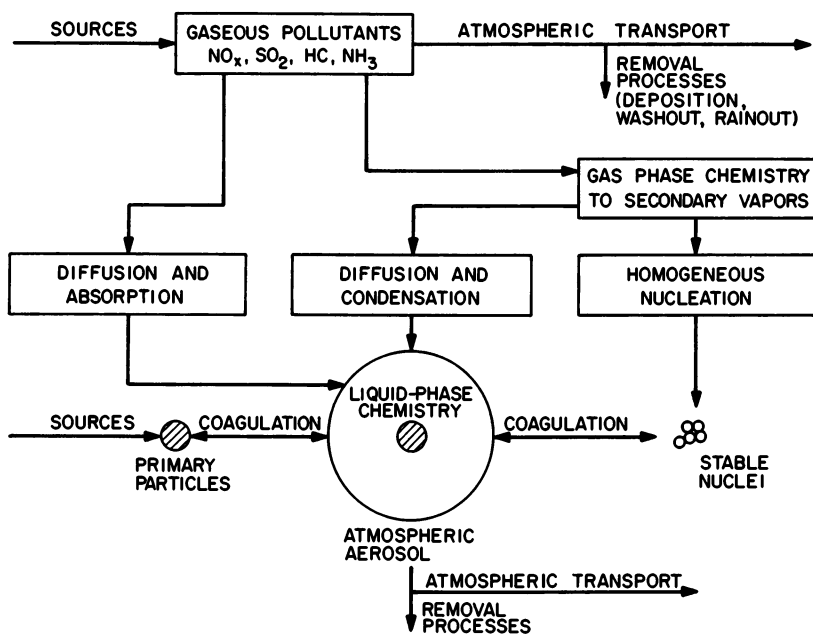 SOURCES
GASEOUS POLLUTANTS
NOx, SO2, HC, NH3
ATMOSPHERIC TRANSPORT
REMOVAL
PROCESSES
(DEPOSITION,
WASHOUT, RAINOUT)
GAS PHASE CHEMISTRY
TO SECONDARY VAPORS
DIFFUSION AND
ABSORPTION
DIFFUSION AND
CONDENSATION
HOMOGENEOUS
NUCLEATION
LIQUID-PHASE
CHEMISTRY
SOURCES
COAGULATION
COAGULATION
PRIMARY
PARTICLES
STABLE
NUCLEI
ATMOSPHERIC
AEROSOL
ATMOSPHERIC TRANSPORT
REMOVAL
PROCESSES